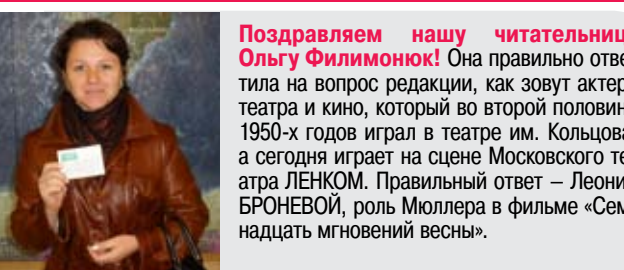 Поздравляем нашу читательниц
Ольгу Филимонюк! Она правильно отве
тила на вопрос редакции, как зовут актер
театра и кино, который во второй половин
1950-х годов играл в театре им. Кольцова
а сегодня играет на сцене Московского те
атра ЛЕНКОМ. Правильный ответ – Леони
БРОНЕВОЙ, роль Мюллера в фильме «Сем
надцать мгновений весны».